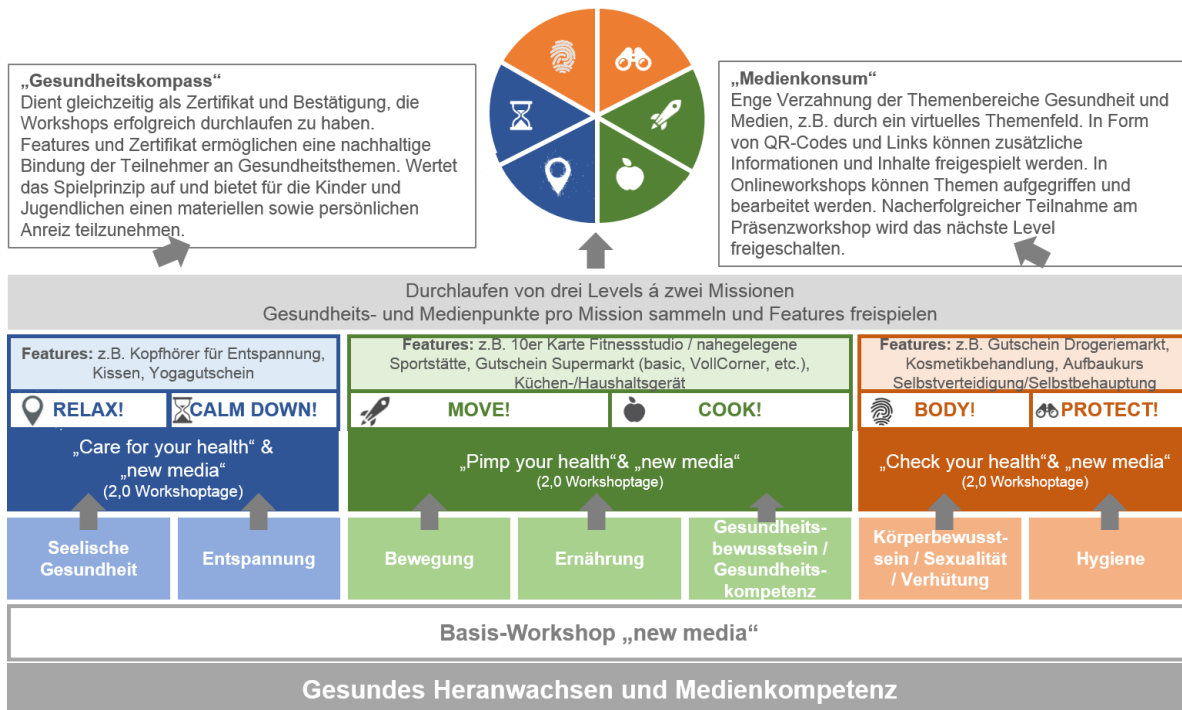 „Gesundheitskompass“
Dient gleichzeitig als Zertifikat und Bestätigung, die
Workshops erfolgreich durchlaufen zu haben.
Features und Zertifikat ermöglichen eine nachhaltige
Bindung der Teilnehmer an Gesundheitsthemen. Wertet
das Spielprinzip auf und bietet für die Kinder und
Jugendlichen einen materiellen sowie persönlichen
Anreiz teilzunehmen.
„Medienkonsum“
Enge Verzahnung der Themenbereiche Gesundheit und
Medien, z.B. durch ein virtuelles Themenfeld. In Form
von QR-Codes und Links können zusätzliche
Informationen und Inhalte freigespielt werden. In
Onlineworkshops können Themen aufgegriffen und
bearbeitet werden. Nacherfolgreicher Teilnahme am
Präsenzworkshop wird das nächste Level
freigeschalten.
Durchlaufen von drei Levels á zwei Missionen
Gesundheits- und Medienpunkte pro Mission sammeln und Features freispielen
Features: z.B. Kopfhörer für Entspannung,
Kissen, Yogagutschein
Features: z.B. 10er Karte Fitnessstudio / nahegelegene
Sportstätte, Gutschein Supermarkt (basic, VollCorner, etc.),
Küchen-/Haushaltsgerät
Features: z.B. Gutschein Drogeriemarkt,
Kosmetikbehandlung, Aufbaukurs
Selbstverteidigung/Selbstbehauptung
RELAX!
CALM DOWN!
MOVE!
COOK!
BODY!
PROTECT!
„Care for your health“ &
„new media“
(2,0 Workshoptage)
„Pimp your health“& „new media“
(2,0 Workshoptage)
„Check your health“& „new media“
(2,0 Workshoptage)
Seelische
Gesundheit
Entspannung
Bewegung
Ernährung
Gesundheits-
bewusstsein /
Gesundheits-
kompetenz
Körperbewusst-
sein / Sexualität
/ Verhütung
Hygiene
Basis-Workshop „new media“
Gesundes Heranwachsen und Medienkompetenz